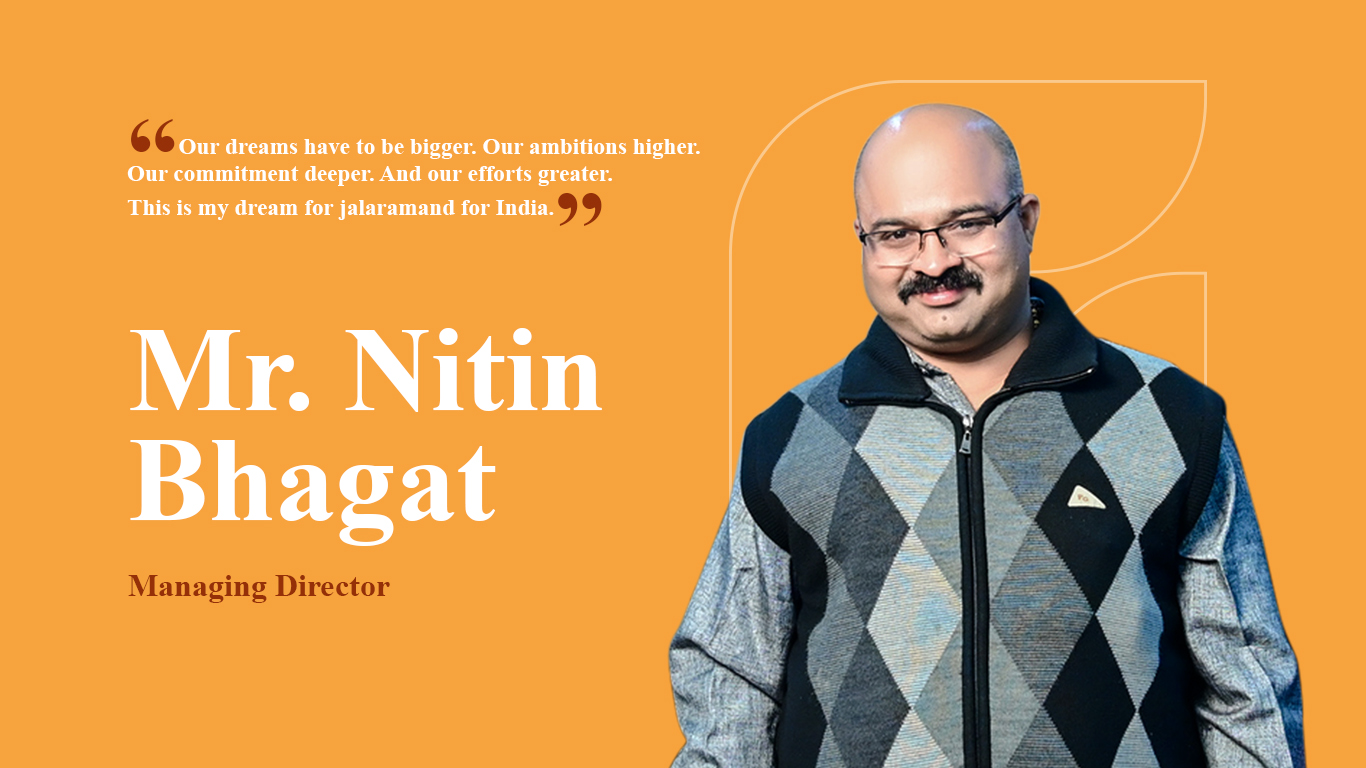 “Our dreams have to be bigger. Our ambitions higher.
Our commitment deeper. And our efforts greater.
This is my dream for jalaramand for India.”
Mr. Nitin
Bhagat
Managing Director